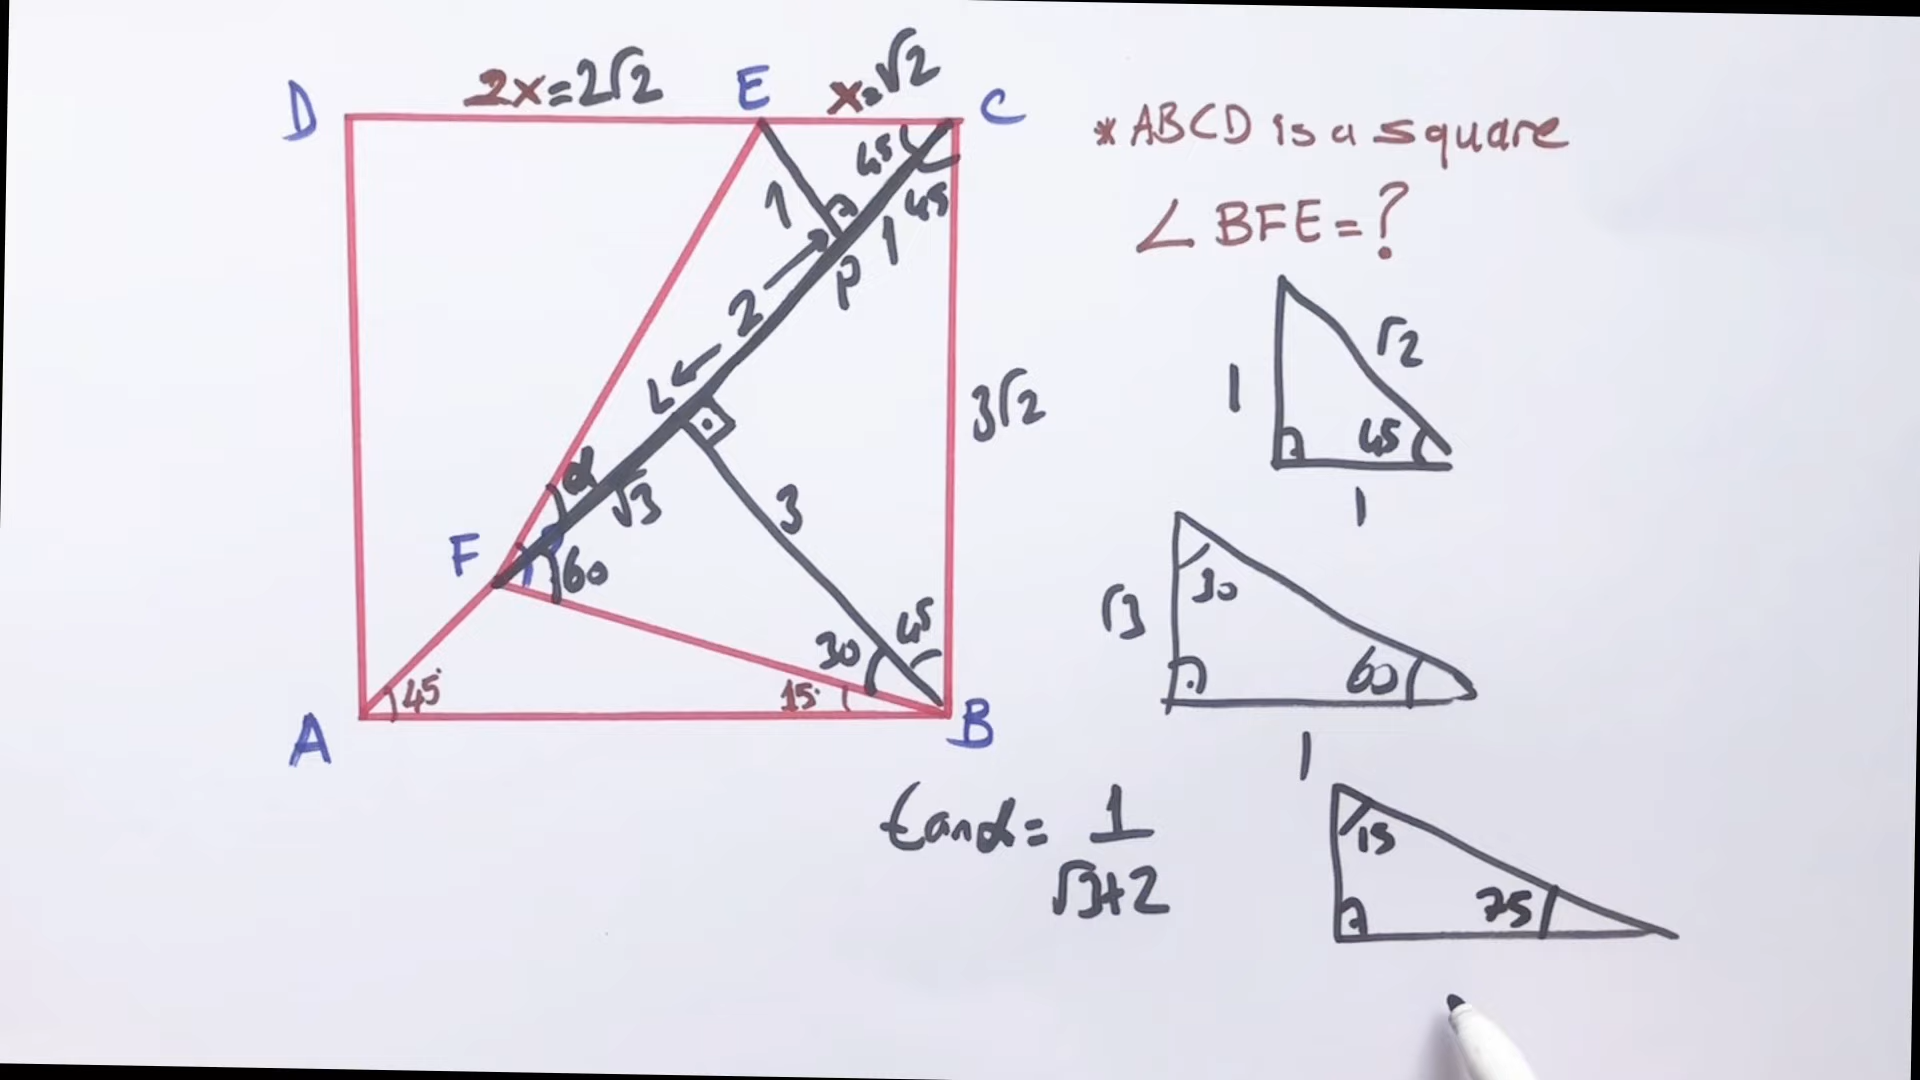 D
2x=2√2
E
x=√2
C
45
45
1
1
P
2
L
3√2
α
√3
3
F
60
45
30
45°
15°
A
B
* ABCD is a square
∠ BFE = ?
√2
1
45
1
30
√3
60
1
15
75
tanα = 1
√3+2